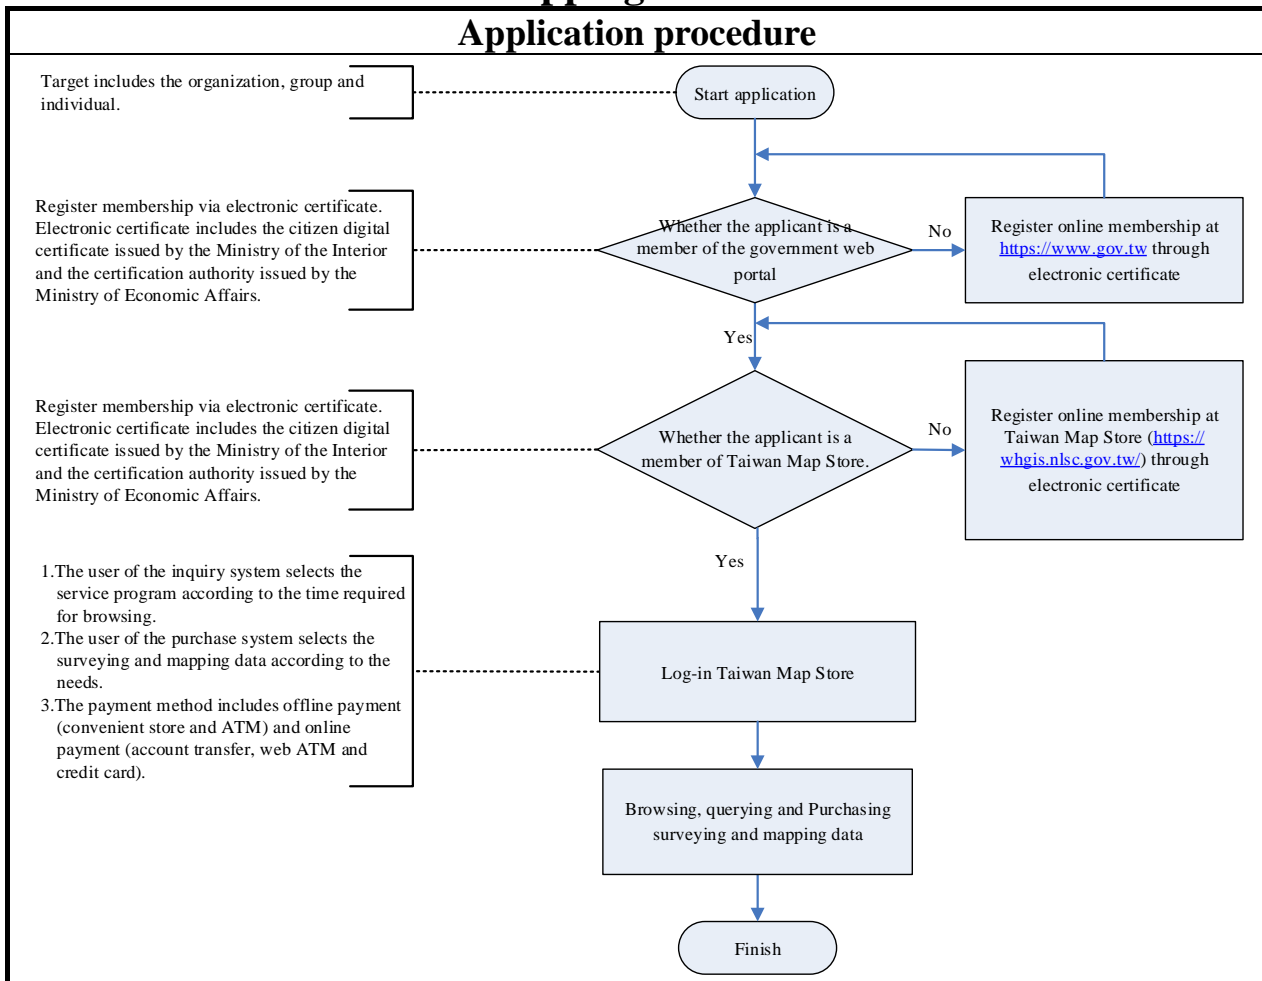 Application procedure
Target includes the organization, group and
individual.
Start application
Register membership via electronic certificate.
Electronic certificate includes the citizen digital
certificate issued by the Ministry of the Interior
and the certification authority issued by the
Ministry of Economic Affairs.
Whether the applicant is a
member of the government web
portal
No
Register online membership at
https://www.gov.tw through
electronic certificate
Yes
Register membership via electronic certificate.
Electronic certificate includes the citizen digital
certificate issued by the Ministry of the Interior
and the certification authority issued by the
Ministry of Economic Affairs.
Whether the applicant is a
member of Taiwan Map Store.
No
Register online membership at
Taiwan Map Store (https://
whgis.nlsc.gov.tw/) through
electronic certificate
Yes
1.The user of the inquiry system selects the
service program according to the time required
for browsing.
2.The user of the purchase system selects the
surveying and mapping data according to the
needs.
3.The payment method includes offline payment
(convenient store and ATM) and online
payment (account transfer, web ATM and
credit card).
Log-in Taiwan Map Store
Browsing, querying and Purchasing
surveying and mapping data
Finish